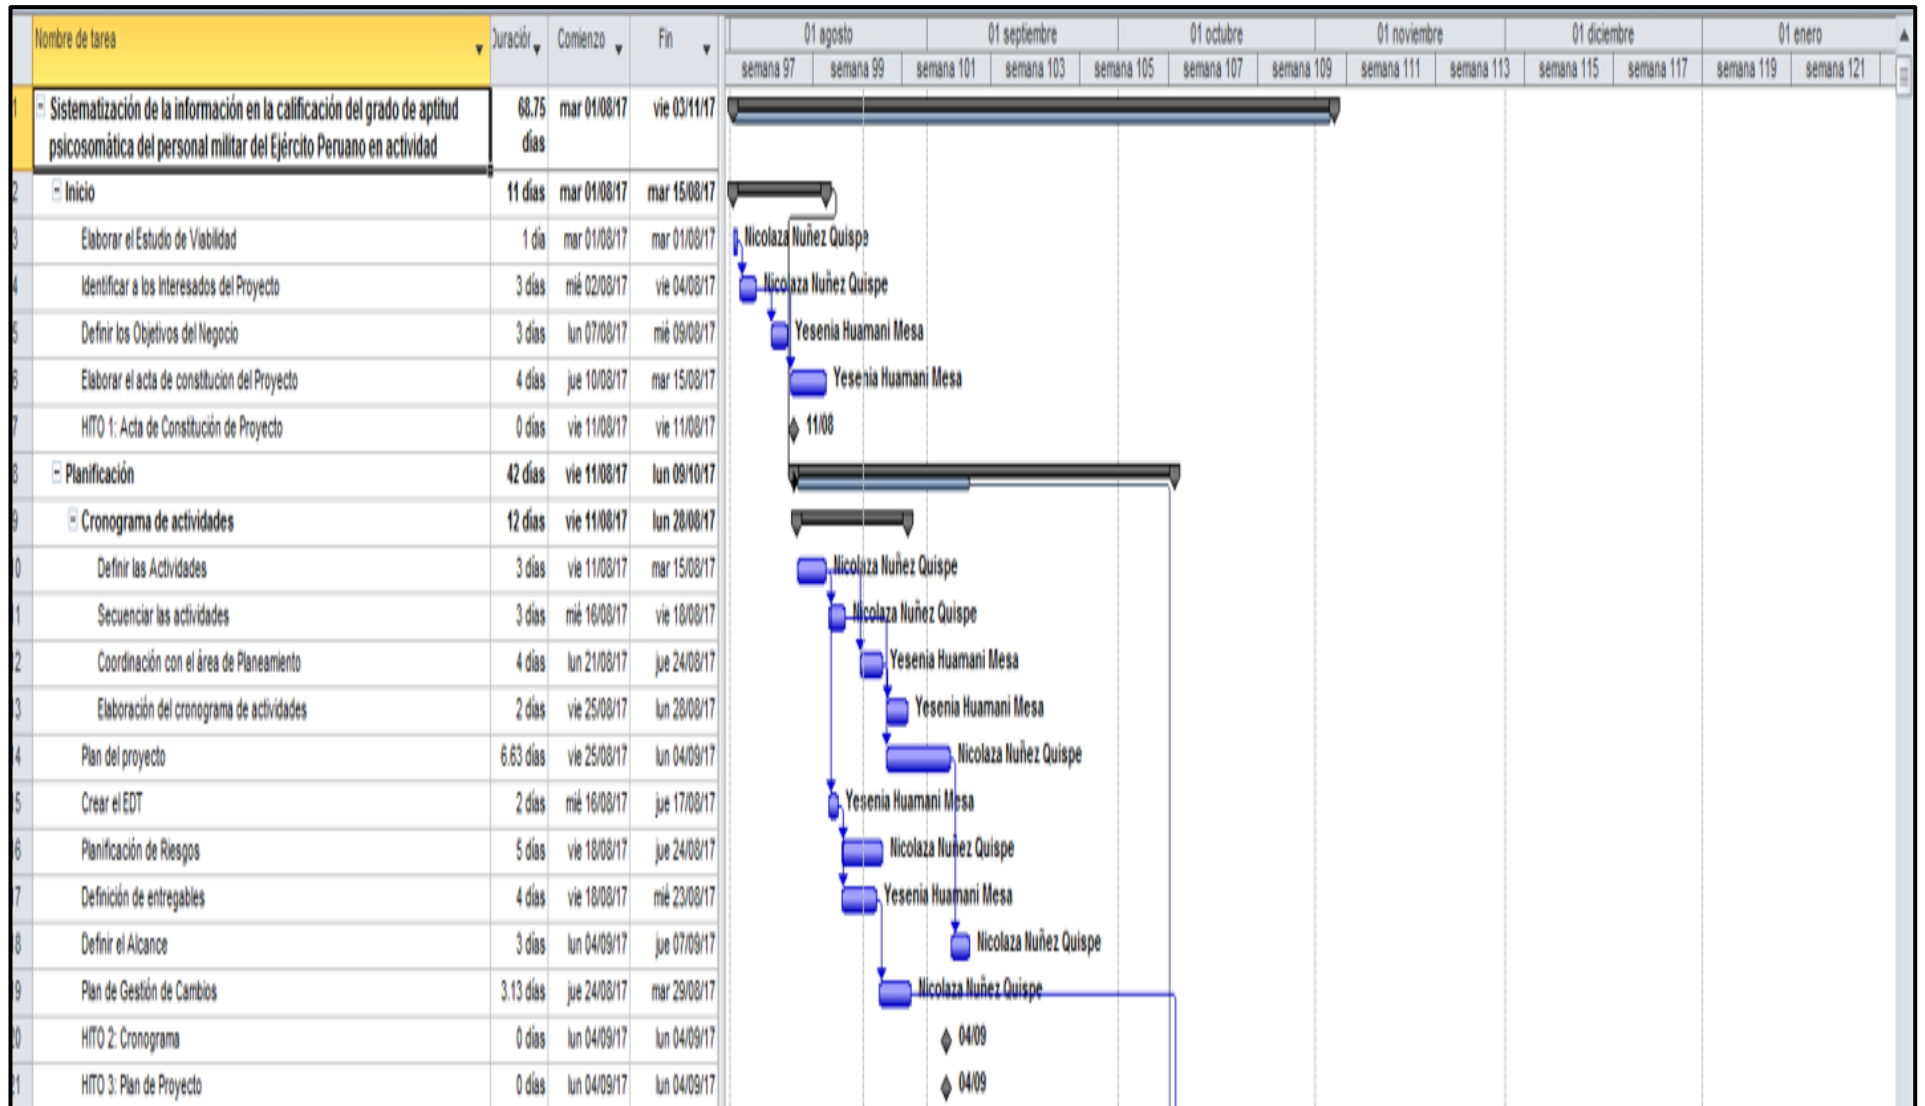 Nombre de tarea Duración Comienzo Fin
01 agosto 01 septiembre 01 octubre 01 noviembre 01 diciembre 01 enero
semana 97 semana 99 semana 101 semana 103 semana 105 semana 107 semana 109 semana 111 semana 113 semana 115 semana 117 semana 119 semana 121
1 Sistematización de la información en la calificación del grado de aptitud 68.75 mar 01/08/17 vie 03/11/17
psicosomática del personal militar del Ejército Peruano en actividad días
2 Inicio 11 días mar 01/08/17 mar 15/08/17
3 Elaborar el Estudio de Viabilidad 1 día mar 01/08/17 mar 01/08/17 Nicolaza Nuñez Quispe
4 Identificar a los Interesados del Proyecto 3 días mié 02/08/17 vie 04/08/17 Nicolaza Nuñez Quispe
5 Definir los Objetivos del Negocio 3 días lun 07/08/17 mié 09/08/17 Yesenia Huamani Mesa
6 Elaborar el acta de constitucion del Proyecto 4 días jue 10/08/17 mar 15/08/17 Yesenia Huamani Mesa
7 HITO 1: Acta de Constitución de Proyecto 0 días vie 11/08/17 vie 11/08/17 11/08
8 Planificación 42 días vie 11/08/17 lun 09/10/17
9 Cronograma de actividades 12 días vie 11/08/17 lun 28/08/17
0 Definir las Actividades 3 días vie 11/08/17 mar 15/08/17 Nicolaza Nuñez Quispe
1 Secuenciar las actividades 3 días mié 16/08/17 vie 18/08/17 Nicolaza Nuñez Quispe
2 Coordinación con el área de Planeamiento 4 días lun 21/08/17 jue 24/08/17 Yesenia Huamani Mesa
3 Elaboración del cronograma de actividades 2 días vie 25/08/17 lun 28/08/17 Yesenia Huamani Mesa
4 Plan del proyecto 6.63 días vie 25/08/17 lun 04/09/17 Nicolaza Nuñez Quispe
5 Crear el EDT 2 días mié 16/08/17 jue 17/08/17 Yesenia Huamani Mesa
6 Planificación de Riesgos 5 días vie 18/08/17 jue 24/08/17 Nicolaza Nuñez Quispe
7 Definición de entregables 4 días vie 18/08/17 mié 23/08/17 Yesenia Huamani Mesa
8 Definir el Alcance 3 días lun 04/09/17 jue 07/09/17 Nicolaza Nuñez Quispe
9 Plan de Gestión de Cambios 3.13 días jue 24/08/17 mar 29/08/17 Nicolaza Nuñez Quispe
20 HITO 2: Cronograma 0 días lun 04/09/17 lun 04/09/17 04/09
21 HITO 3: Plan de Proyecto 0 días lun 04/09/17 lun 04/09/17 04/09